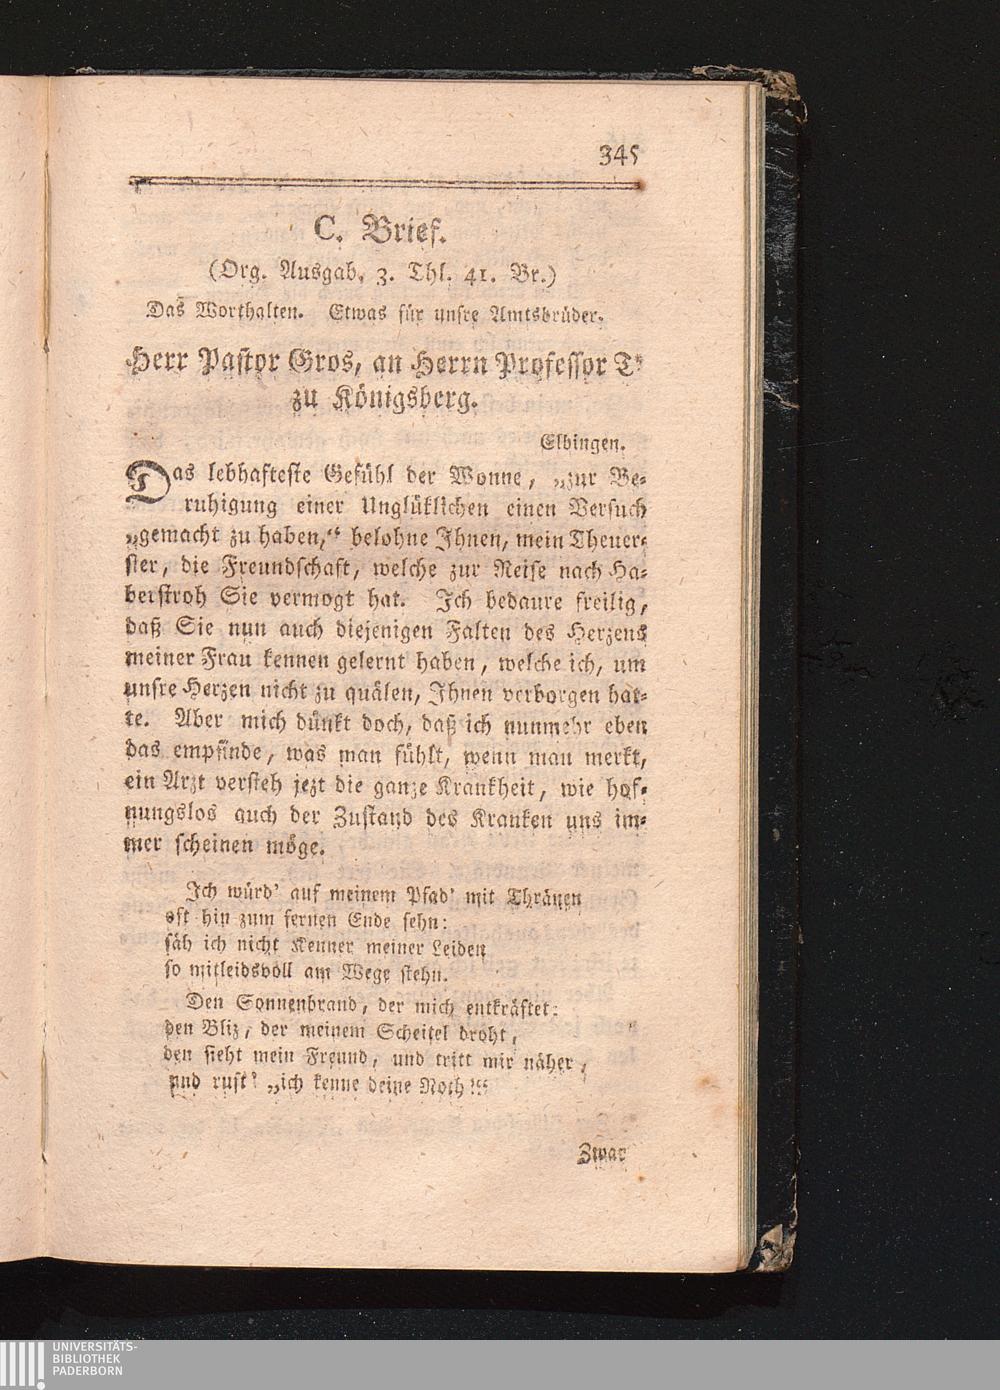 345
C. Brief.
(Org. Ausgab. 3. Thl. 41. Br.)
Das Worthalten. Etwas für unsre Amtsbrüder.
Herr Pastor Gros, an Herrn Professor T*
zu Königsberg.
Elbingen.
Das lebhafteste Gefühl der Wonne, „zur Be-
ruhigung einer Unglüklichen einen Versuch
„gemacht zu haben,“ belohne Ihnen, mein Theuer-
ster, die Freundschaft, welche zur Reise nach Ha-
berstroh Sie vermogt hat. Ich bedaure freilig,
daß Sie nun auch diejenigen Falten des Herzens
meiner Frau kennen gelernt haben, welche ich, um
unsre Herzen nicht zu quälen, Ihnen verborgen hat-
te. Aber mich dünkt doch, daß ich nunmehr eben
das empfinde, was man fühlt, wenn man merkt,
ein Arzt versteh jezt die ganze Krankheit, wie hof-
nungslos auch der Zustand des Kranken uns im-
mer scheinen möge.
Ich würd’ auf meinem Pfad’ mit Thränen
oft hin zum fernen Ende sehn:
säh ich nicht Kenner meiner Leiden
so mitleidsvoll am Wege stehn.
Den Sonnenbrand, der mich entkräftet:
den Bliz, der meinem Scheitel droht,
den sieht mein Freund, und tritt mir näher,
und ruft: „ich kenne deine Noth!“
Zwar
UNIVERSITÄTS-
BIBLIOTHEK
PADERBORN